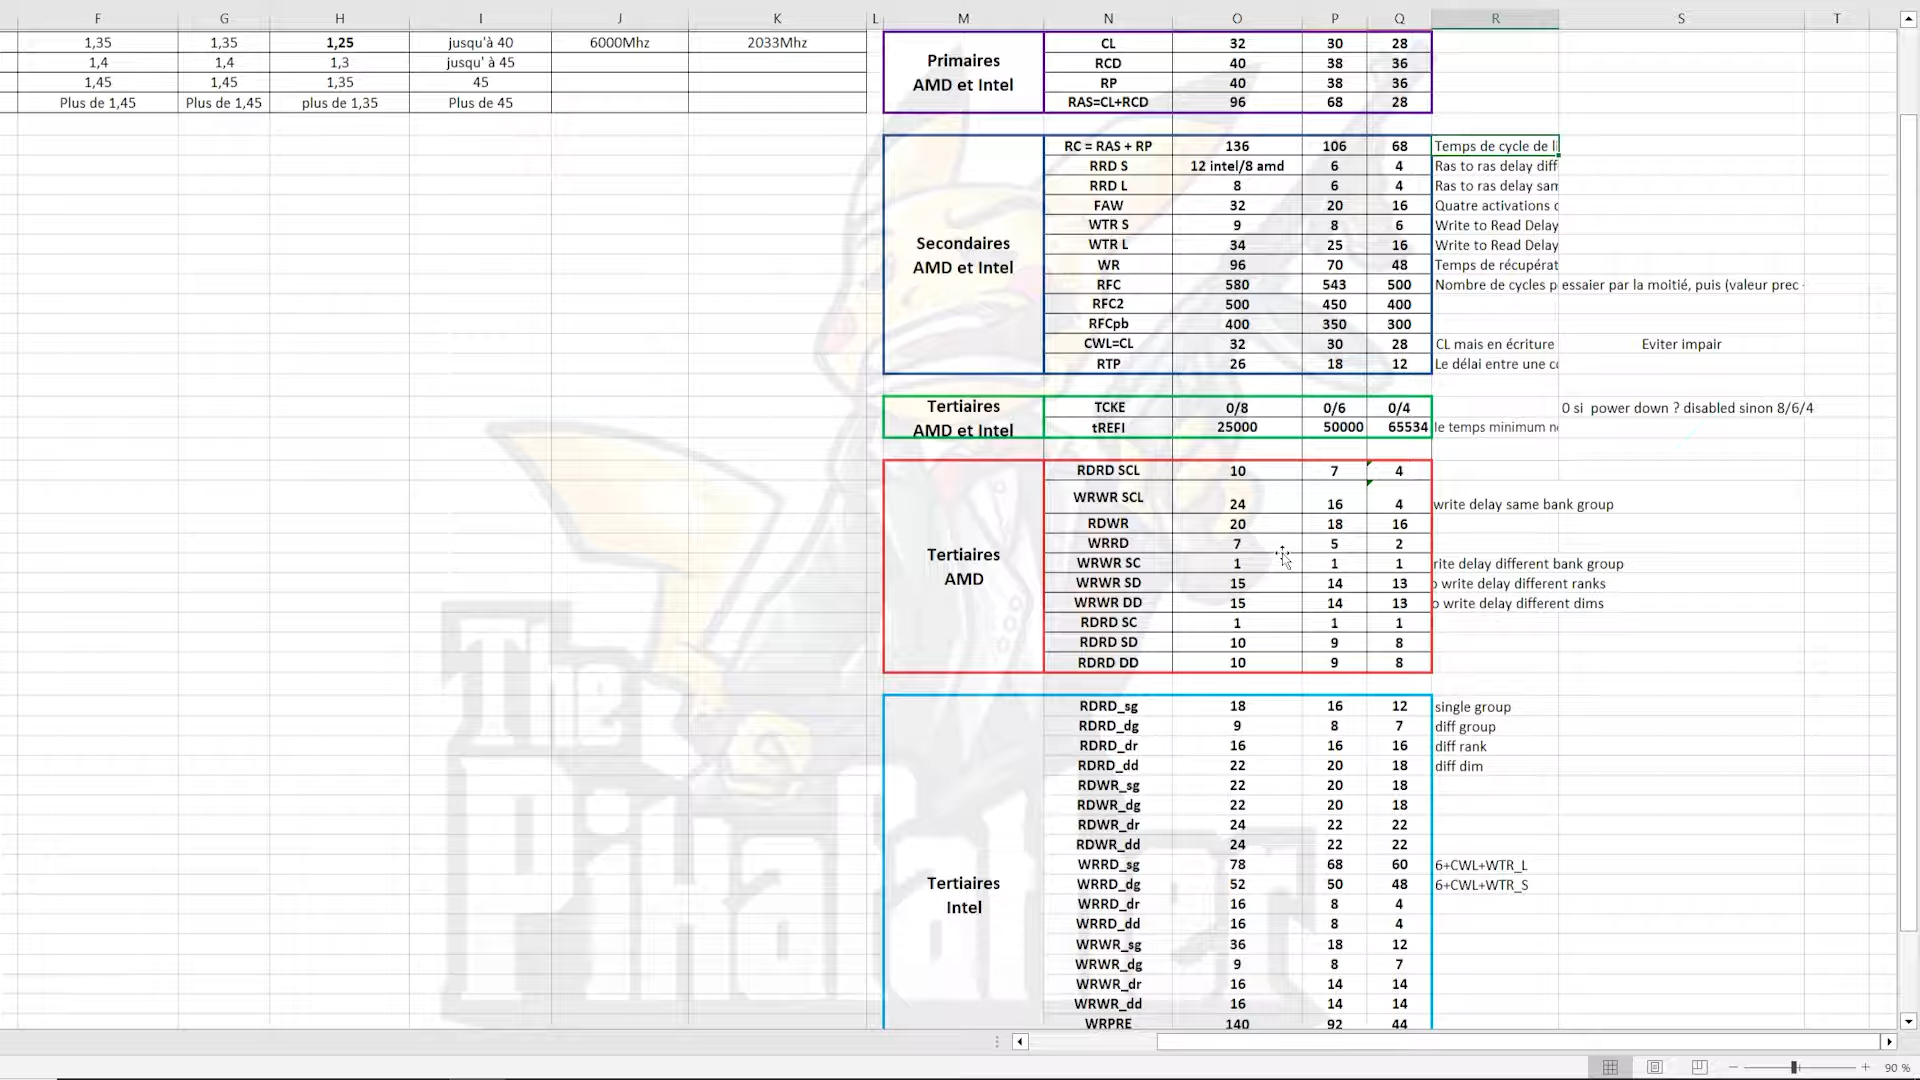 F G H I J K L M N O P Q R S T
1,35 1,35 1,25 jusqu'à 40 6000Mhz 2033Mhz
1,4 1,4 1,3 jusqu' à 45
1,45 1,45 1,35 45
Plus de 1,45 Plus de 1,45 plus de 1,35 Plus de 45
Primaires
AMD et Intel
CL 32 30 28
RCD 40 38 36
RP 40 38 36
RAS=CL+RCD 96 68 28
Secondaires
AMD et Intel
RC = RAS + RP 136 106 68 Temps de cycle de
RRD S 12 intel/8 amd 6 4 Ras to ras delay diff
RRD L 8 6 4 Ras to ras delay sam
FAW 32 20 16 Quatre activations
WTR S 9 8 6 Write to Read Delay
WTR L 34 25 16 Write to Read Delay
WR 96 70 48 Temps de récupérat
RFC 580 543 500 Nombre de cycles p essaier par la moitié, puis (valeur prec
RFC2 500 450 400
RFCpb 400 350 300
CWL=CL 32 30 28 CL mais en écriture Eviter impair
RTP 26 18 12 Le délai entre une
Tertiaires
AMD et Intel
TCKE 0/8 0/6 0/4 0 si power down ? disabled sinon 8/6/4
tREFI 25000 50000 65534 le temps minimum
Tertiaires
AMD
RDRD SCL 10 7 4
WRWR SCL 24 16 4 write delay same bank group
RDWR 20 18 16
WRRD 7 5 2
WRWR SC 1 1 1 rite delay different bank group
WRWR SD 15 14 13 o write delay different ranks
WRWR DD 15 14 13 o write delay different dims
RDRD SC 1 1 1
RDRD SD 10 9 8
RDRD DD 10 9 8
Tertiaires
Intel
RDRD_sg 18 16 12 single group
RDRD_dg 9 8 7 diff group
RDRD_dr 16 16 16 diff rank
RDRD_dd 22 20 18 diff dim
RDWR_sg 22 20 18
RDWR_dg 22 20 18
RDWR_dr 24 22 22
RDWR_dd 24 22 22
WRRD_sg 78 68 60 6+CWL+WTR_L
WRRD_dg 52 50 48 6+CWL+WTR_S
WRRD_dr 16 8 4
WRRD_dd 16 8 4
WRWR_sg 36 18 12
WRWR_dg 9 8 7
WRWR_dr 16 14 14
WRWR_dd 16 14 14
WRPRE 140 92 44
The
90 %